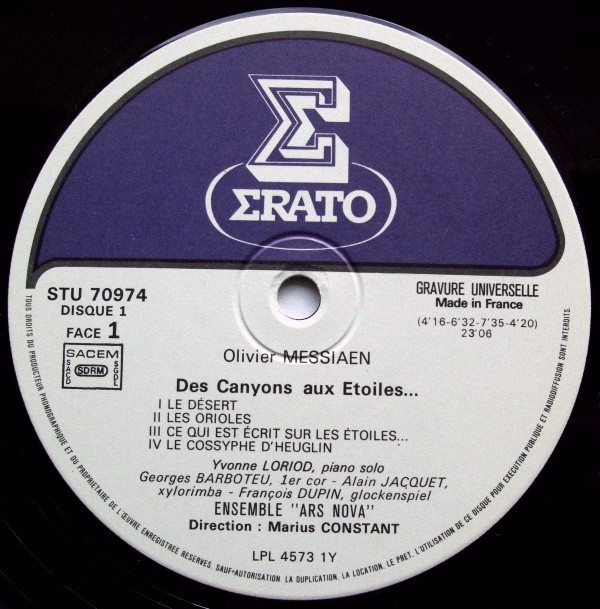 Σ
ΣRATO
STU 70974
DISQUE 1
FACE 1
SACEM
SACD
SDRM
SGDL
GRAVURE UNIVERSELLE
Made in France
(4'16-6'32-7'35-4'20)
23'06
Olivier MESSIAEN
Des Canyons aux Etoiles...
I LE DÉSERT
II LES ORIOLES
III CE QUI EST ÉCRIT SUR LES ÉTOILES...
IV LE COSSYPHE D'HEUGLIN
Yvonne LORIOD, piano solo
Georges BARBOTEU, 1er cor - Alain JACQUET,
xylorimba - François DUPIN, glockenspiel
ENSEMBLE "ARS NOVA"
Direction : Marius CONSTANT
LPL 4573 1Y
TOUS DROITS DU PRODUCTEUR PHONOGRAPHIQUE ET DU PROPRIETAIRE DE L'ŒUVRE ENREGISTREE RESERVES. SAUF-AUTORISATION. LA DUPLICATION, LA LOCATION, LE PRET, L'UTILISATION DE CE DISQUE POUR EXECUTION PUBLIQUE ET RADIODIFFUSION SONT INTERDITS.